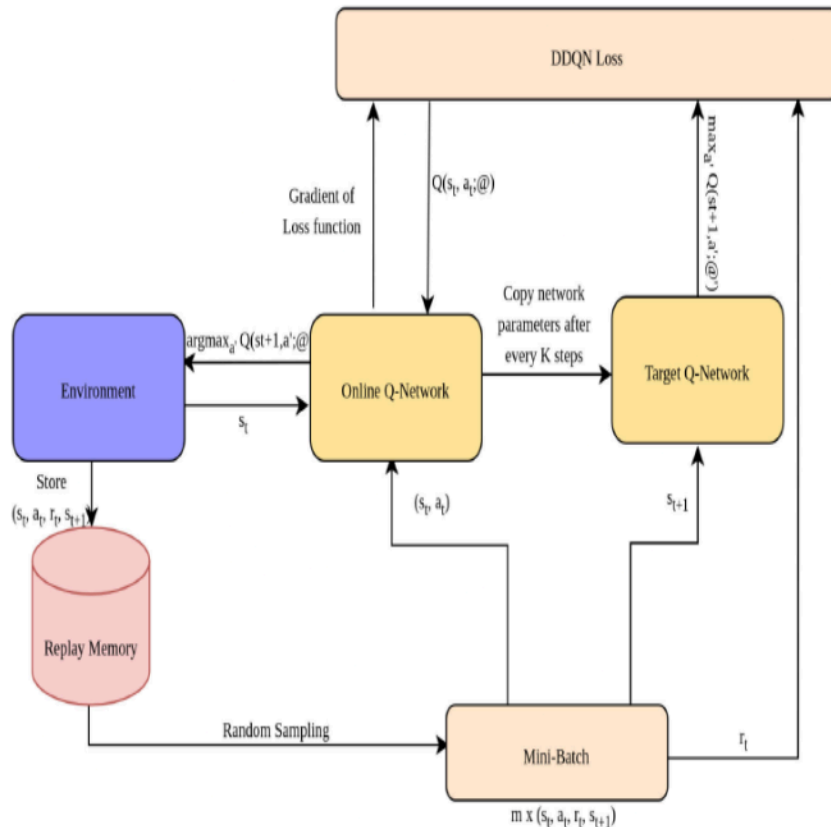 DDQN Loss
Gradient of
Loss function
Q(sₜ, aₜ;@)
maxₐ' Q(st+1,a';@')
Copy network
parameters after
every K steps
argmaxₐ' Q(st+1,a';@
Environment
Online Q-Network
Target Q-Network
sₜ
Store
(sₜ, aₜ, rₜ, sₜ₊₁)
(sₜ, aₜ)
sₜ₊₁
Replay Memory
Random Sampling
Mini-Batch
rₜ
m x (sₜ, aₜ, rₜ, sₜ₊₁)